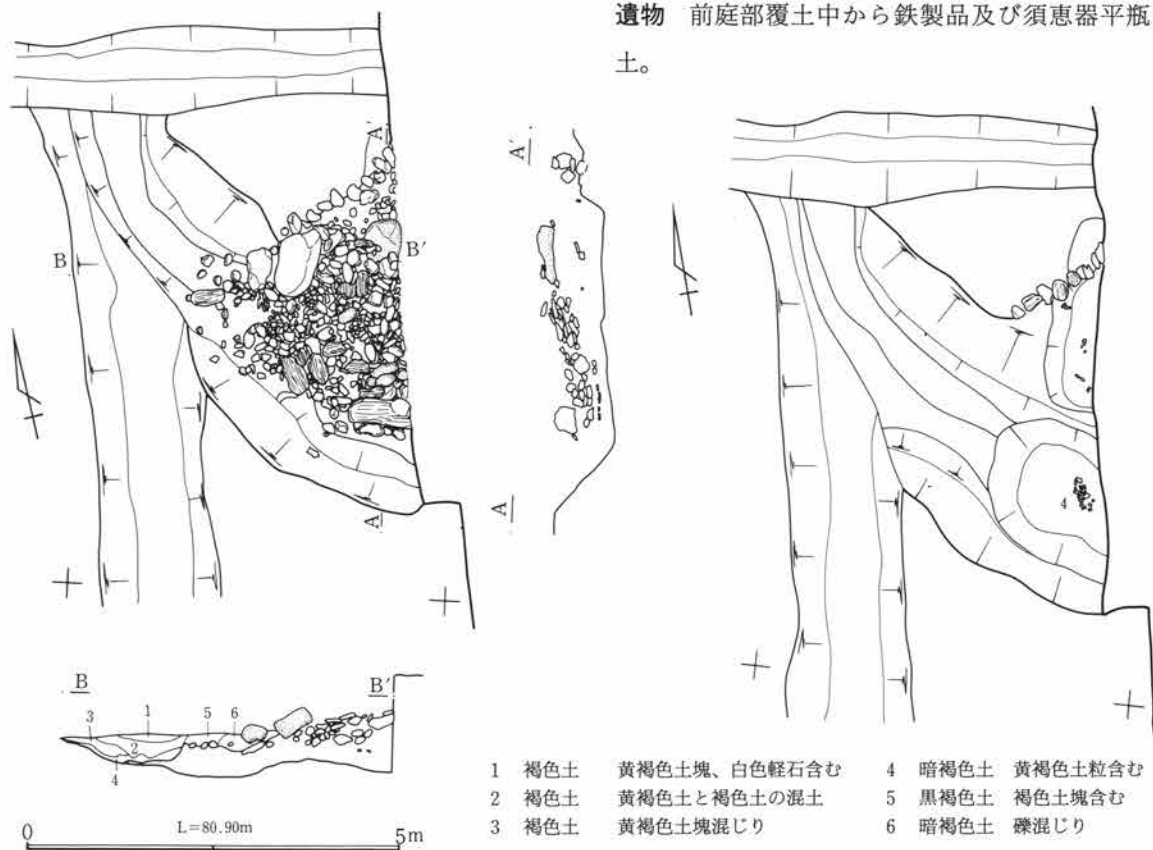 遺物　前庭部覆土中から鉄製品及び須恵器平瓶
土。
A′
B
B′
A
A′
A
4
B
B′
3
1
5
6
2
4
L=80.90m
0
5m
1　褐色土　黄褐色土塊、白色軽石含む
2　褐色土　黄褐色土と褐色土の混土
3　褐色土　黄褐色土塊混じり
4　暗褐色土　黄褐色土粒含む
5　黒褐色土　褐色土塊含む
6　暗褐色土　礫混じり